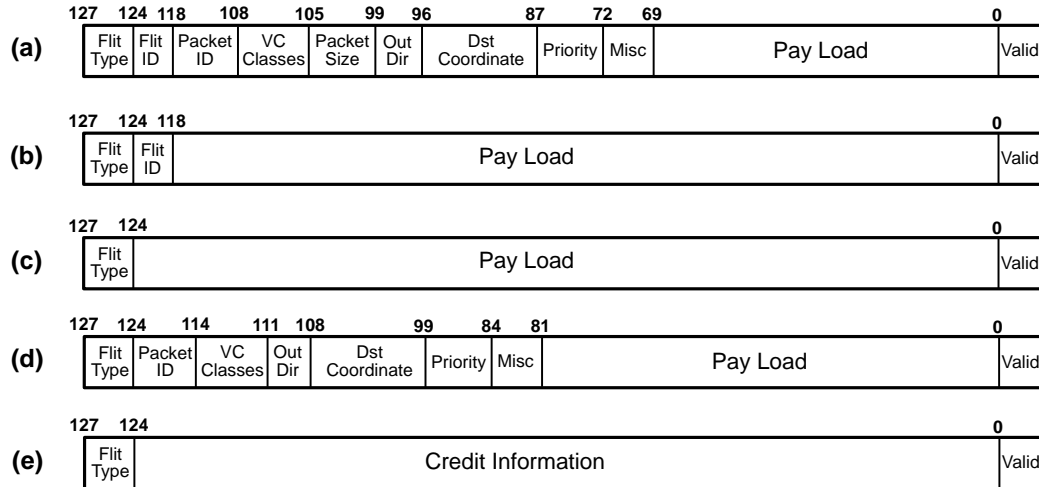 127 124 118 108 105 99 96 87 72 69 0
(a) Flit Type Flit ID Packet ID VC Classes Packet Size Out Dir Dst Coordinate Priority Misc Pay Load Valid
127 124 118 0
(b) Flit Type Flit ID Pay Load Valid
127 124 0
(c) Flit Type Pay Load Valid
127 124 114 111 108 99 84 81 0
(d) Flit Type Packet ID VC Classes Out Dir Dst Coordinate Priority Misc Pay Load Valid
127 124 0
(e) Flit Type Credit Information Valid